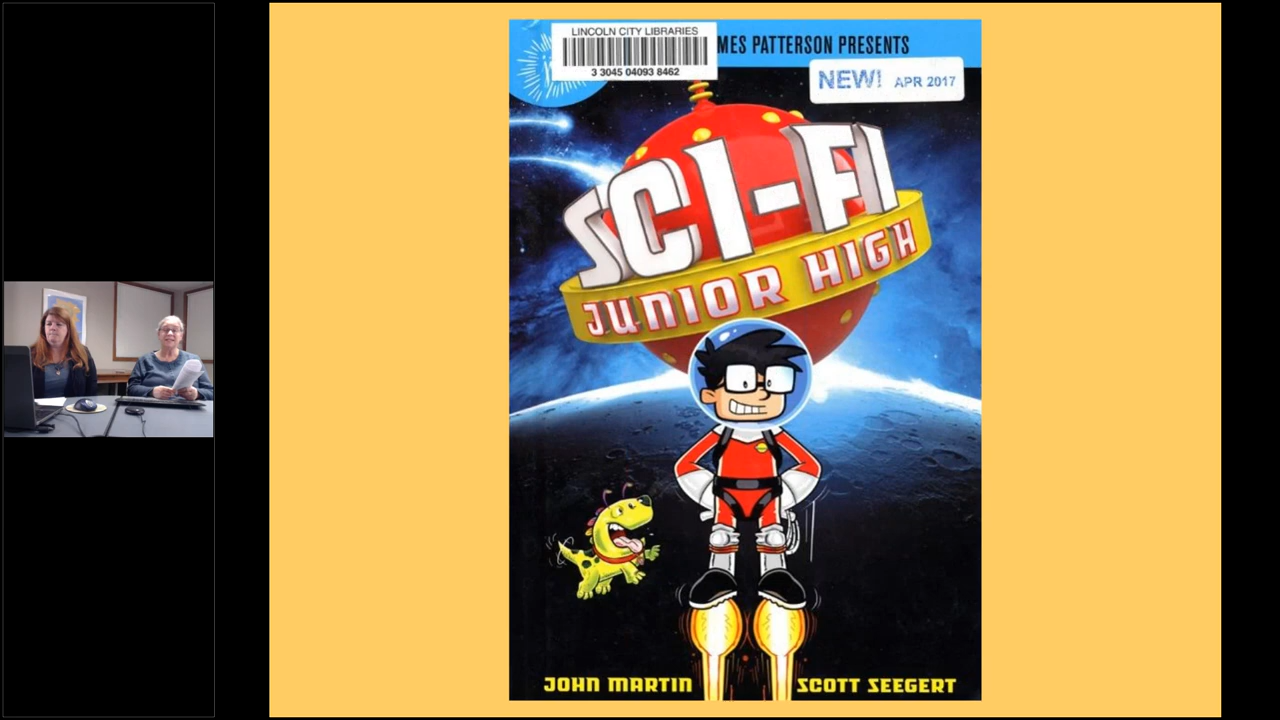 LINCOLN CITY LIBRARIES
3 3045 04093 8462
MES PATTERSON PRESENTS
NEW! APR 2017
SCI-FI
JUNIOR HIGH
JOHN MARTIN
SCOTT SEEGERT